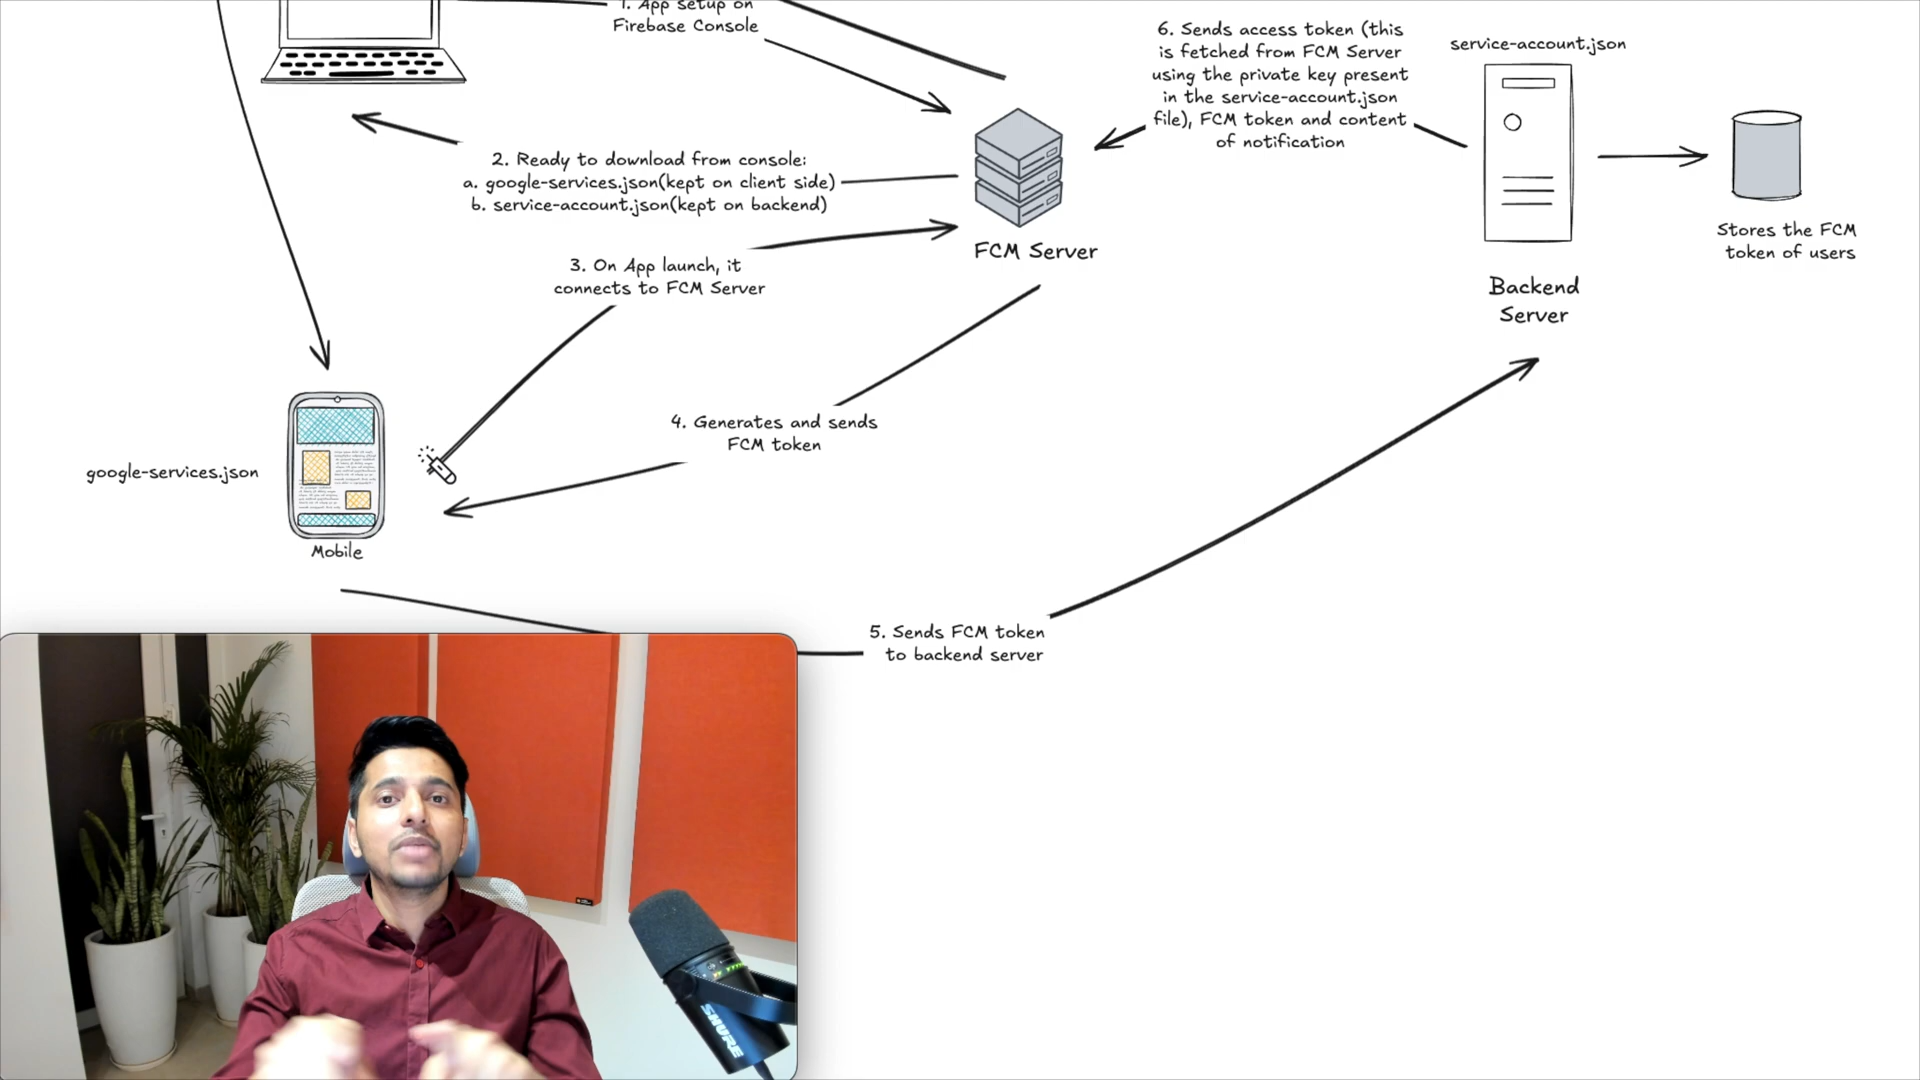 1. App setup on
Firebase Console
2. Ready to download from console:
a. google-services.json(kept on client side)
b. service-account.json(kept on backend)
3. On App launch, it
connects to FCM Server
FCM Server
6. Sends access token (this
is fetched from FCM Server
using the private key present
in the service-account.json
file), FCM token and content
of notification
service-account.json
Backend
Server
Stores the FCM
token of users
4. Generates and sends
FCM token
google-services.json
Mobile
5. Sends FCM token
to backend server
SHURE